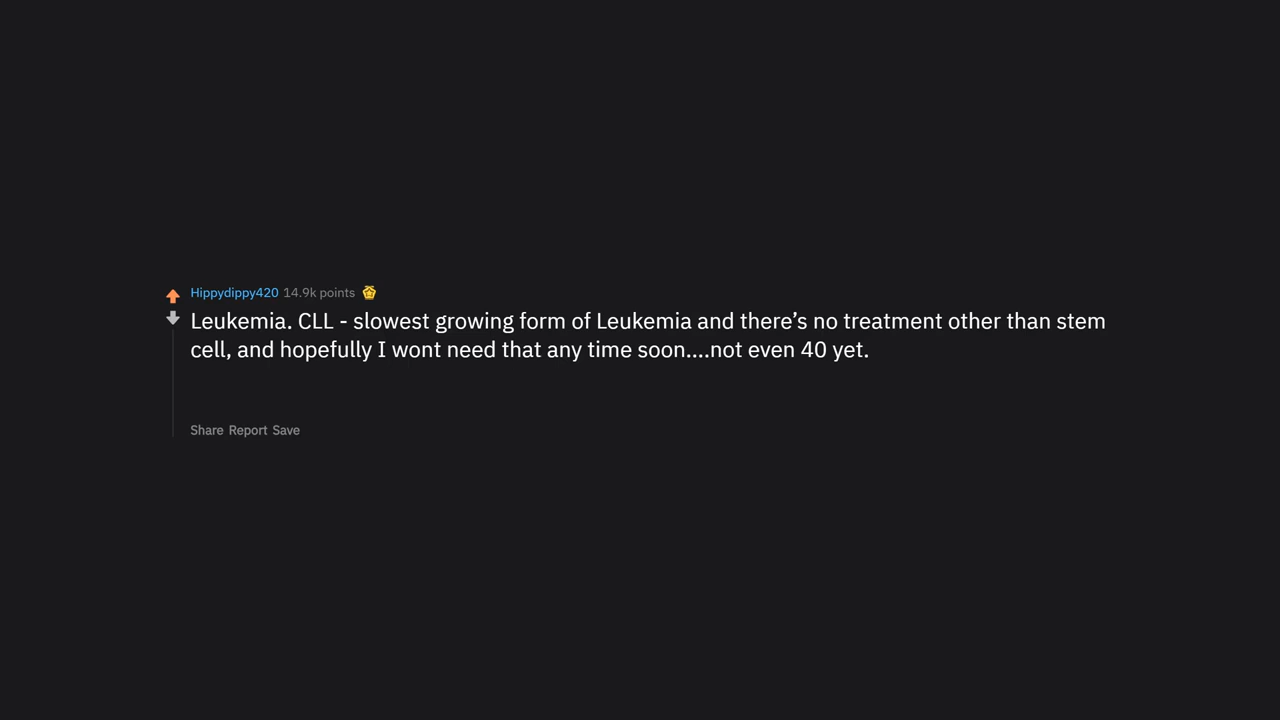 Hippydippy420 14.9k points
Leukemia. CLL - slowest growing form of Leukemia and there's no treatment other than stem
cell, and hopefully I wont need that any time soon....not even 40 yet.
Share Report Save